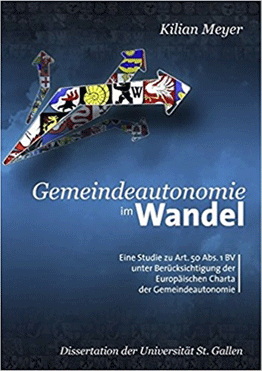 Kilian Meyer
Gemeindeautonomie
im Wandel
Eine Studie zu Art. 50 Abs. 1 BV
unter Berücksichtigung der
Europäischen Charta
der Gemeindeautonomie
Dissertation der Universität St. Gallen